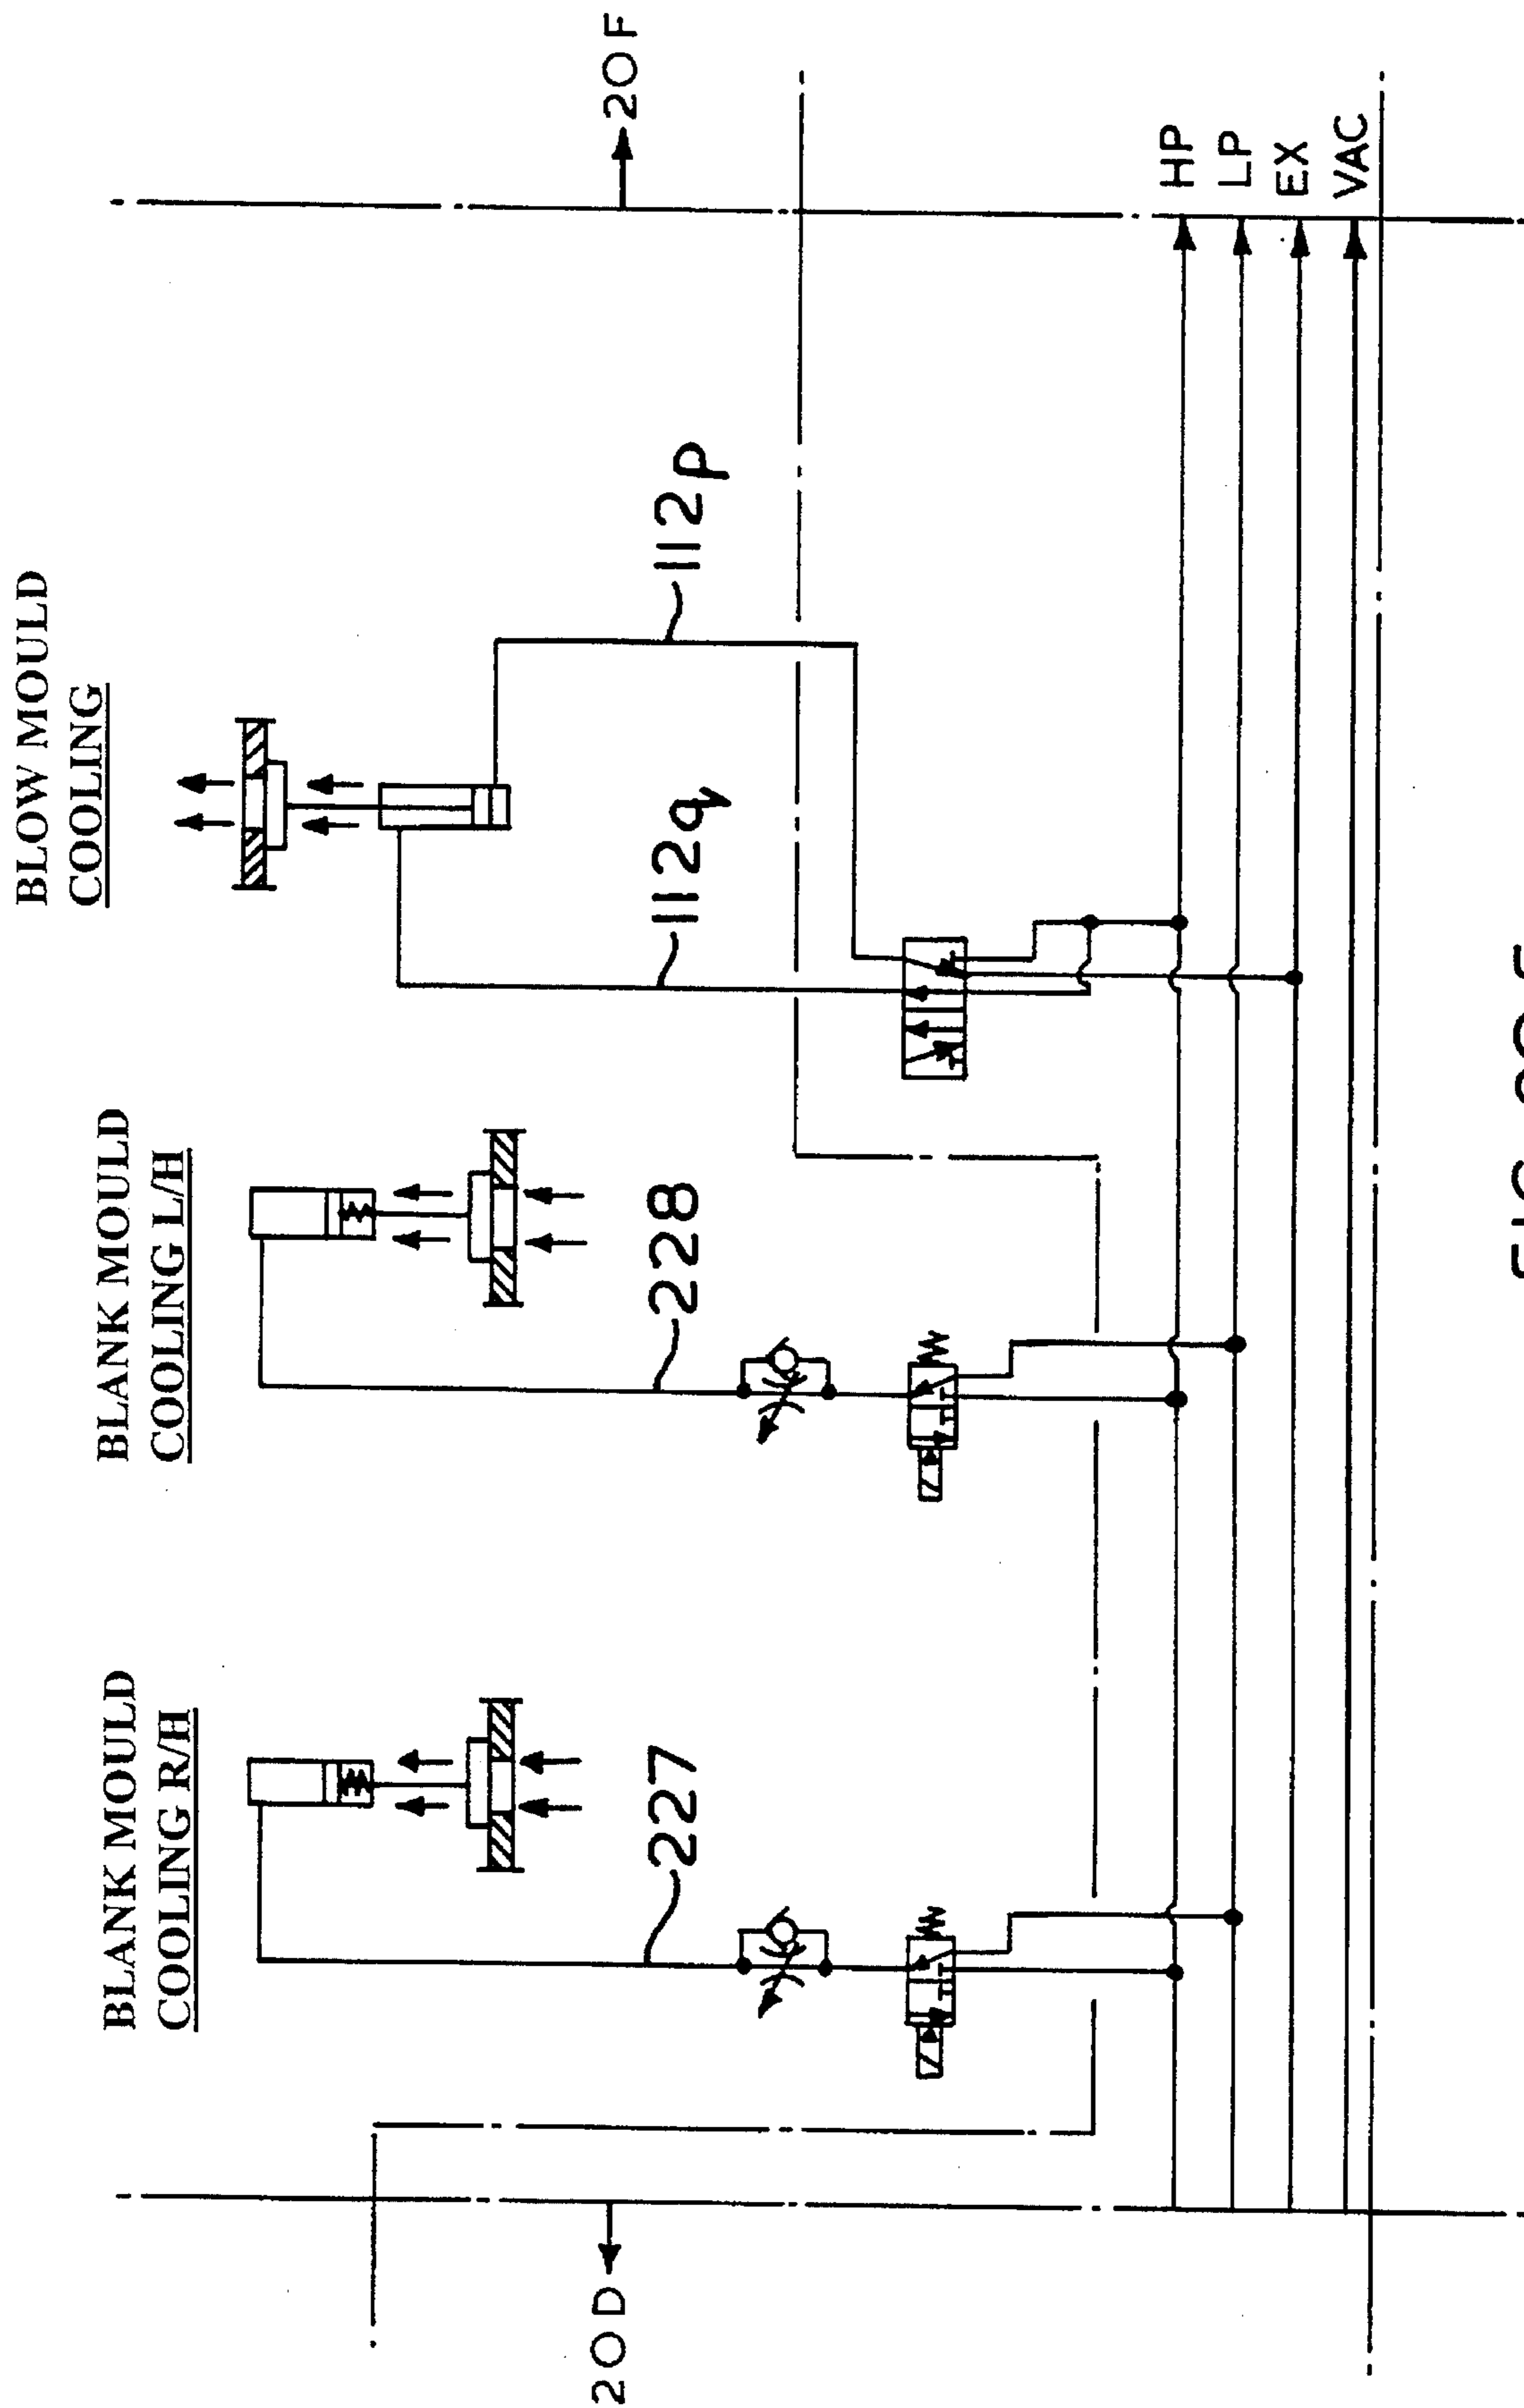 BLANK MOULD
COOLING R/H
BLANK MOULD
COOLING L/H
BLOW MOULD
COOLING
227
228
112q
112p
20D
20F
HP
LP
EX
VAC